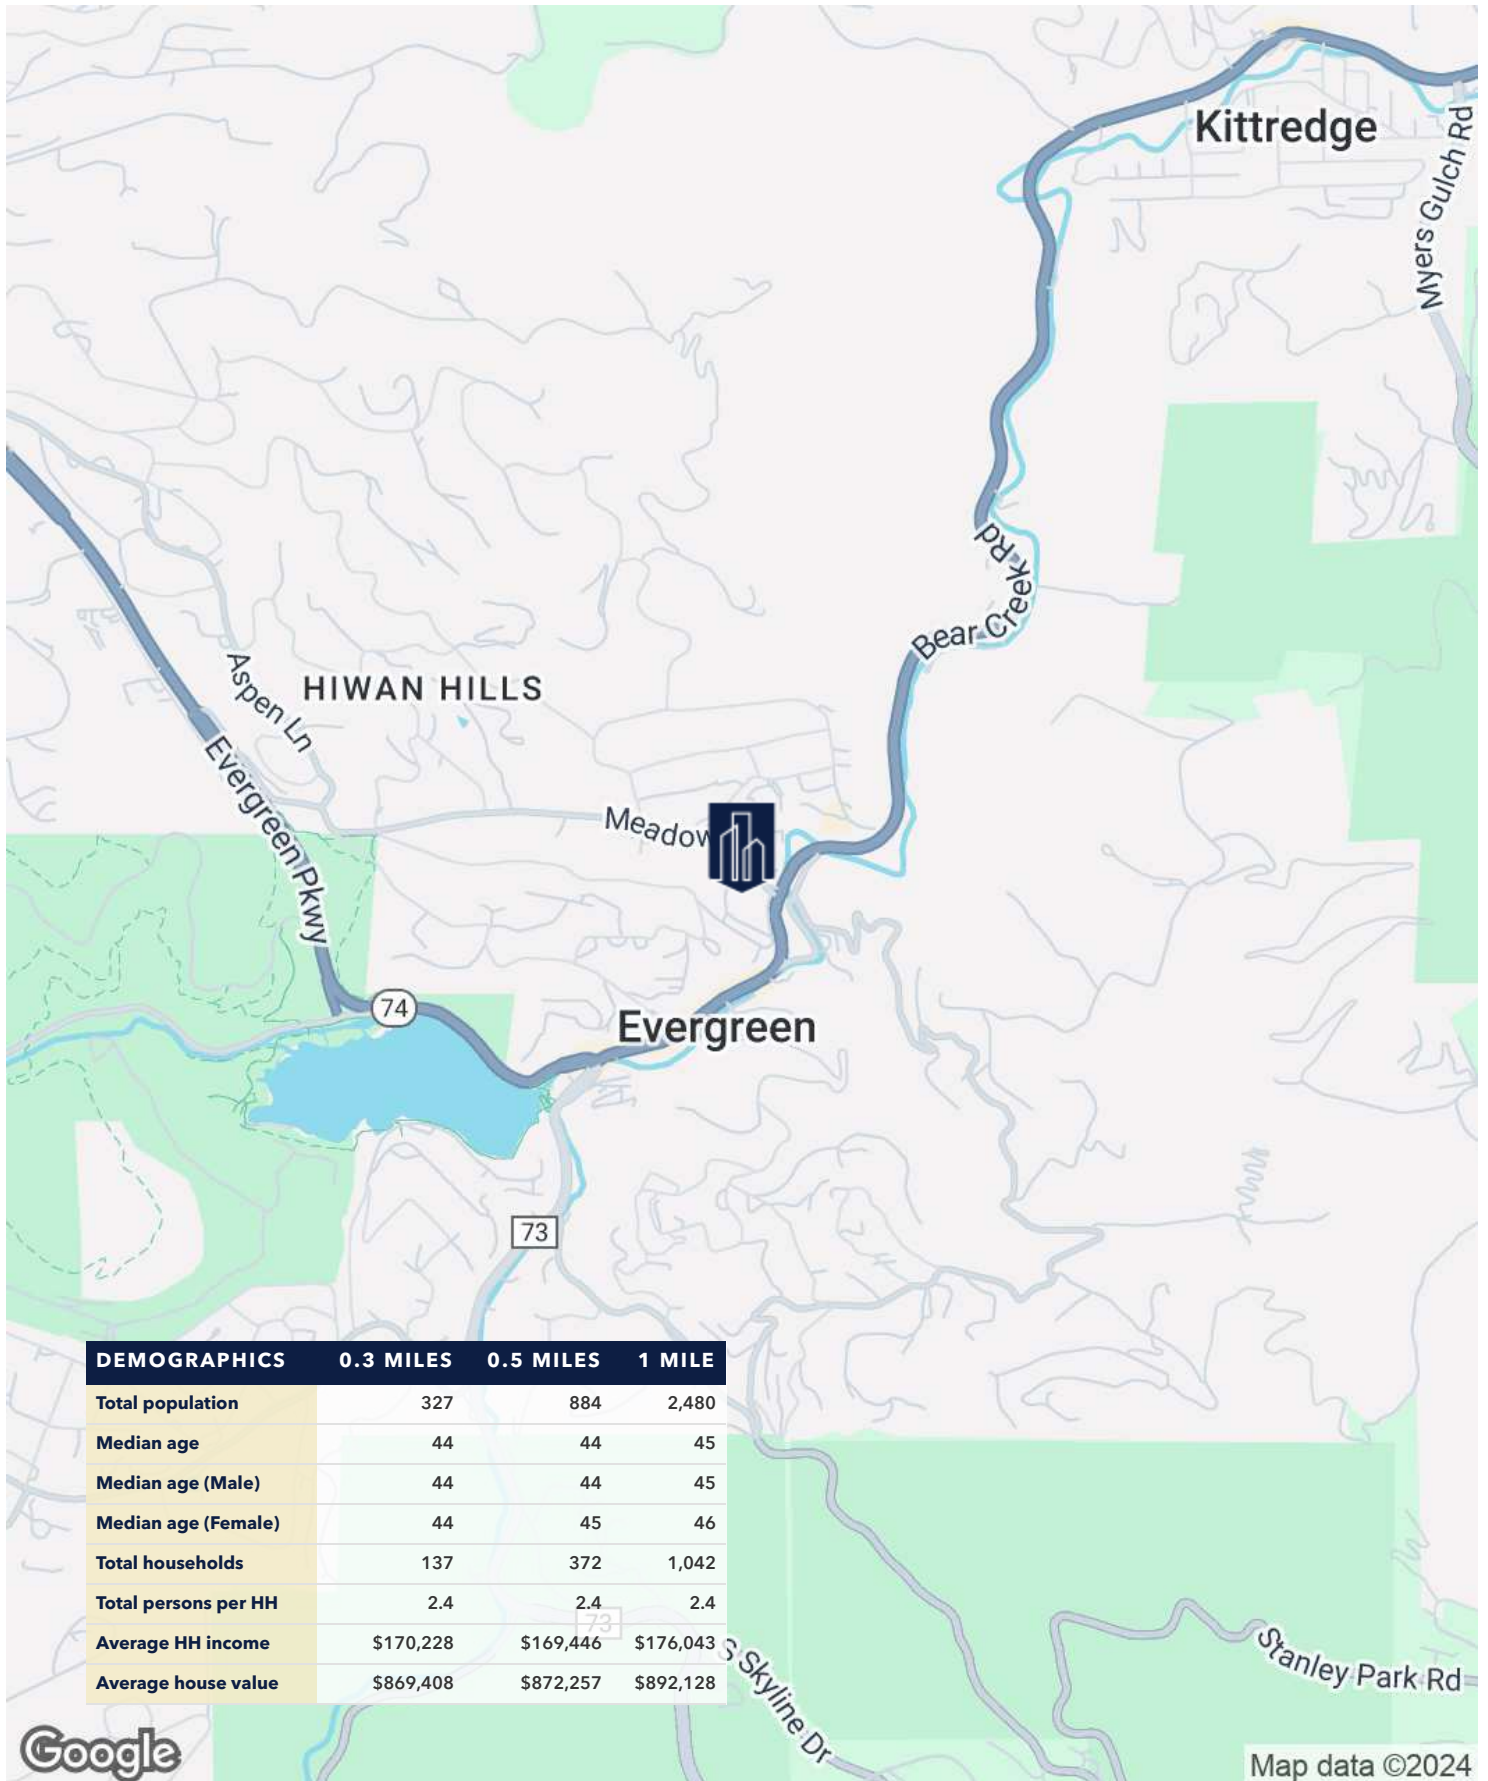 Kittredge
Myers Gulch Rd
Bear Creek Rd
Aspen Ln
HIWAN HILLS
Evergreen Pkwy
Meadow
74
Evergreen
73
DEMOGRAPHICS 0.3 MILES 0.5 MILES 1 MILE
Total population 327 884 2,480
Median age 44 44 45
Median age (Male) 44 44 45
Median age (Female) 44 45 46
Total households 137 372 1,042
Total persons per HH 2.4 2.4 2.4
73
Average HH income $170,228 $169,446 $176,043
Average house value $869,408 $872,257 $892,128
S Skyline Dr
Stanley Park Rd
Google
Map data ©2024